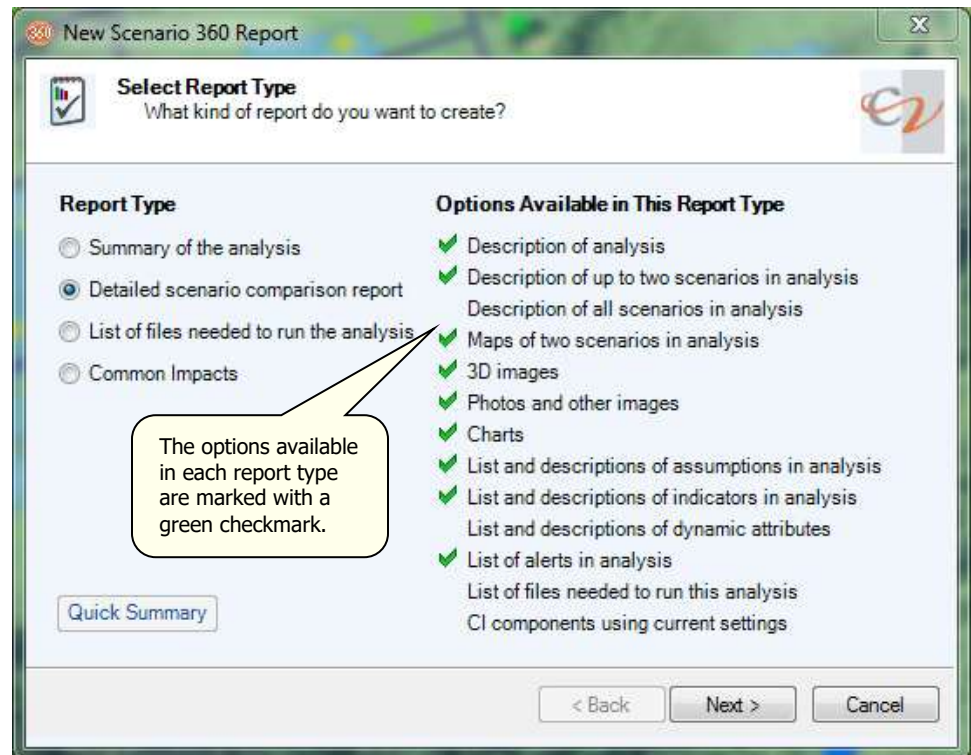 360 New Scenario 360 Report
Select Report Type
What kind of report do you want to create?
CV
Report Type
Summary of the analysis
Detailed scenario comparison report
List of files needed to run the analysis
Common Impacts
The options available
in each report type
are marked with a
green checkmark.
Quick Summary
Options Available in This Report Type
Description of analysis
Description of up to two scenarios in analysis
Description of all scenarios in analysis
Maps of two scenarios in analysis
3D images
Photos and other images
Charts
List and descriptions of assumptions in analysis
List and descriptions of indicators in analysis
List and descriptions of dynamic attributes
List of alerts in analysis
List of files needed to run this analysis
CI components using current settings
< Back
Next >
Cancel